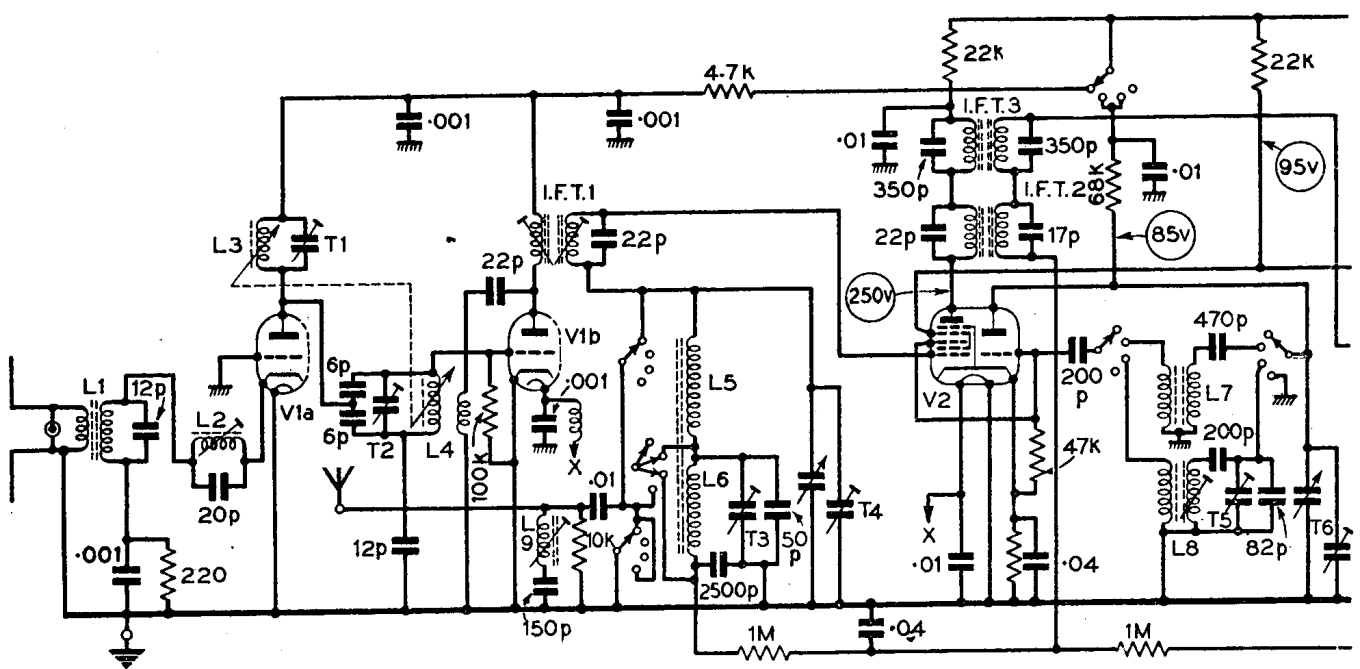 22K
22K
4.7K
I.F.T.3
.001
.001
.01
350p
350p
.01
95v
I.F.T.1
I.F.T.2
68K
L3
T1
22p
22p
17p
85v
22p
250v
V1b
470p
L1
12p
6p
.001
L5
V2
200
p
L7
V1a
L2
6p
T2
L4
X
47K
200p
100K
.01
L6
20p
L
9
10K
T3
50
p
T4
X
T5
T6
.001
220
12p
2500p
.01
.04
L8
82p
150p
1M
.04
1M